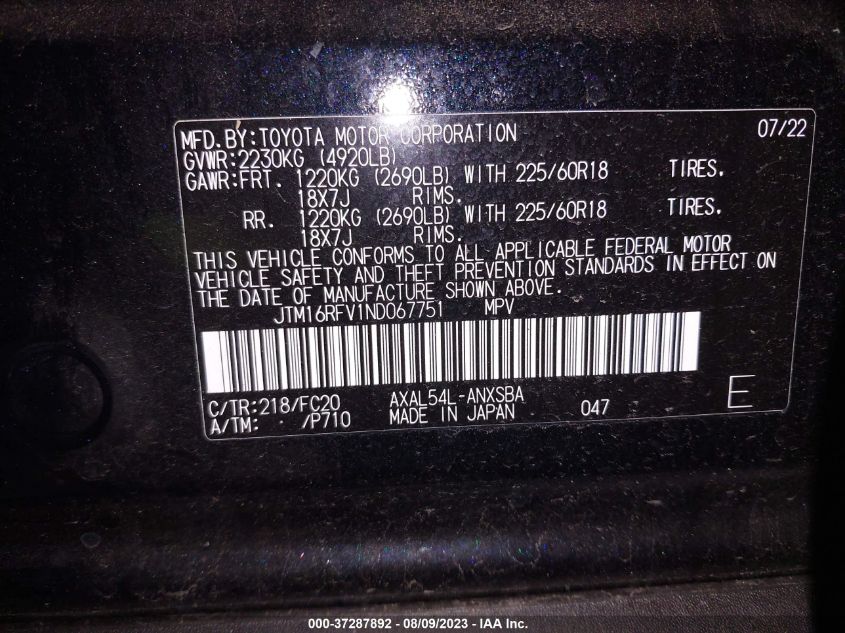 MFD.BY:TOYOTA MOTOR CORPORATION 07/22
GVWR:2230KG (4920LB)
GAWR:FRT. 1220KG (2690LB) WITH 225/60R18 TIRES.
18X7J RIMS.
RR. 1220KG (2690LB) WITH 225/60R18 TIRES.
18X7J RIMS.
THIS VEHICLE CONFORMS TO ALL APPLICABLE FEDERAL MOTOR
VEHICLE SAFETY AND THEFT PREVENTION STANDARDS IN EFFECT ON
THE DATE OF MANUFACTURE SHOWN ABOVE.
JTM16RFV1ND067751 MPV
C/TR:218/FC20 AXAL54L-ANXSBA
A/TM: /P710 MADE IN JAPAN 047 E
000-37287892 - 08/09/2023 - IAA Inc.